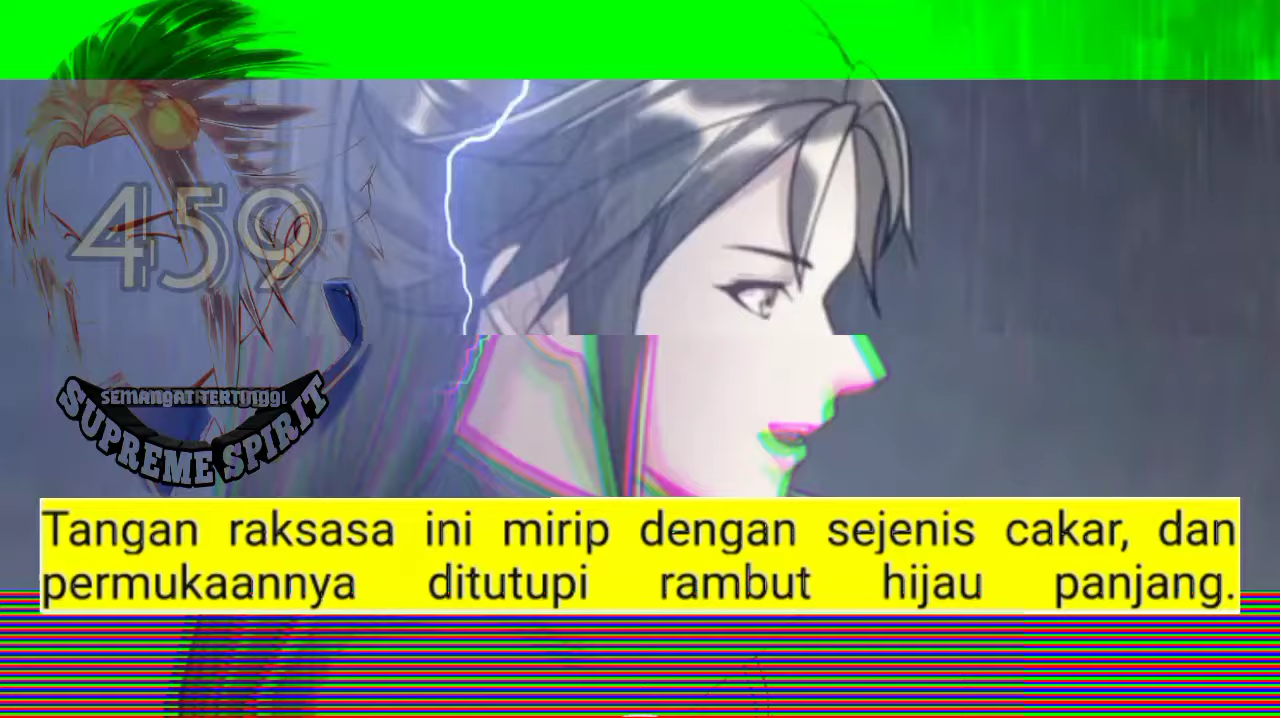 459
SEMANGAT TERTINGGI
SUPREME SPIRIT
Tangan raksasa ini mirip dengan sejenis cakar, dan
permukaannya ditutupi rambut hijau panjang.